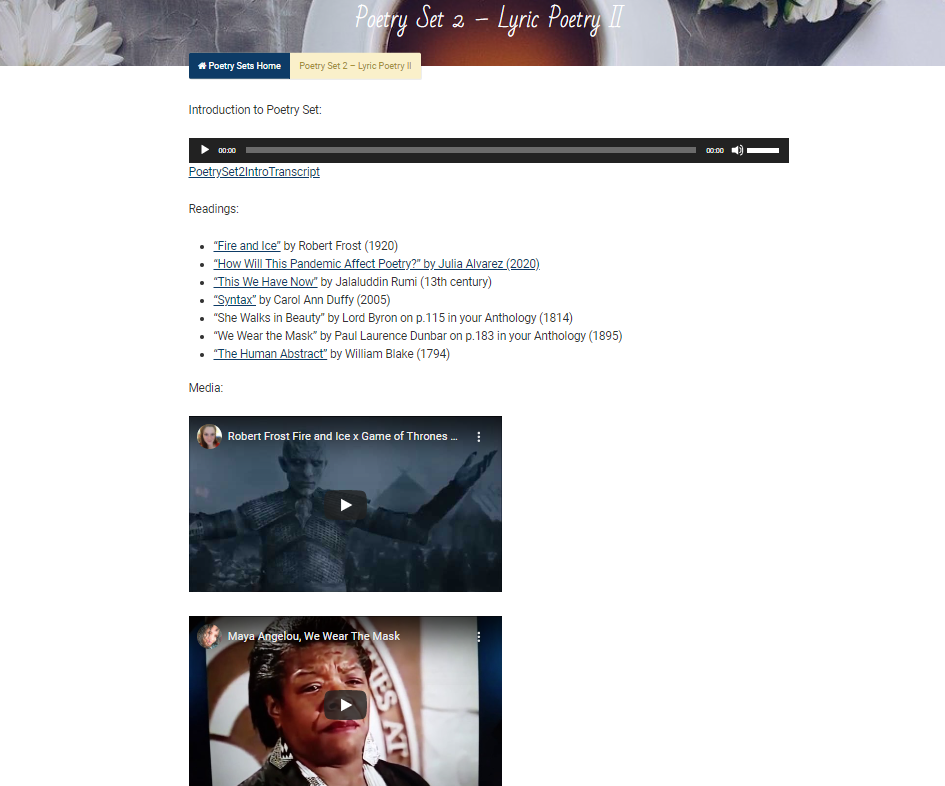 Poetry Set 2 – Lyric Poetry II
Poetry Sets Home
Poetry Set 2 – Lyric Poetry II
Introduction to Poetry Set:
00:00
00:00
PoetrySet2IntroTranscript
Readings:
“Fire and Ice” by Robert Frost (1920)
“How Will This Pandemic Affect Poetry?” by Julia Alvarez (2020)
“This We Have Now” by Jalaluddin Rumi (13th century)
“Syntax” by Carol Ann Duffy (2005)
“She Walks in Beauty” by Lord Byron on p.115 in your Anthology (1814)
“We Wear the Mask” by Paul Laurence Dunbar on p.183 in your Anthology (1895)
“The Human Abstract” by William Blake (1794)
Media:
Robert Frost Fire and Ice x Game of Thrones ...
Maya Angelou, We Wear The Mask